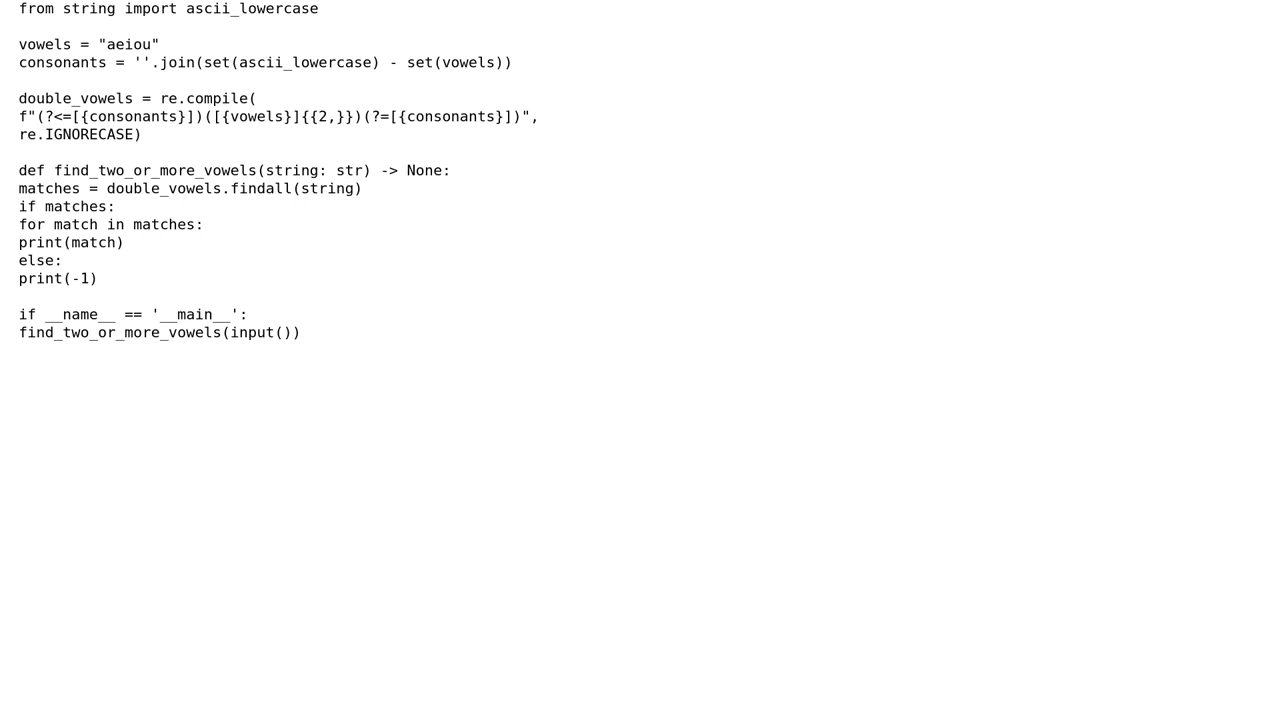 from string import ascii_lowercase

vowels = "aeiou"
consonants = ''.join(set(ascii_lowercase) - set(vowels))

double_vowels = re.compile(
f"(?<=[{consonants}])([{vowels}]{{2,}})(?=[{consonants}])",
re.IGNORECASE)

def find_two_or_more_vowels(string: str) -> None:
matches = double_vowels.findall(string)
if matches:
for match in matches:
print(match)
else:
print(-1)

if __name__ == '__main__':
find_two_or_more_vowels(input())